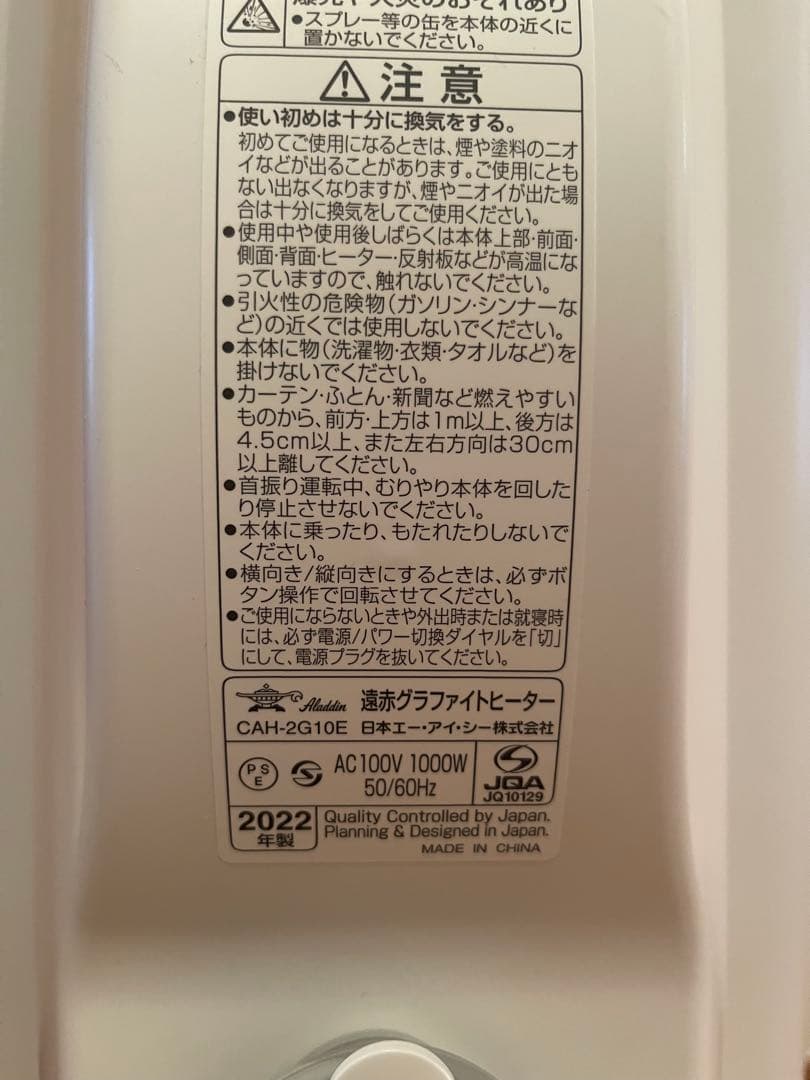 爆発や火災のおそれあり
●スプレー等の缶を本体の近くに
置かないでください。
注意
●使い初めは十分に換気をする。
初めてご使用になるときは、煙や塗料のニオ
イなどが出ることがあります。ご使用にとも
ない出なくなりますが、煙やニオイが出た場
合は十分に換気をしてご使用ください。
●使用中や使用後しばらくは本体上部・前面・
側面・背面・ヒーター・反射板などが高温にな
っていますので、触れないでください。
●引火性の危険物(ガソリン・シンナーな
ど)の近くでは使用しないでください。
●本体に物(洗濯物・衣類・タオルなど)を
掛けないでください。
●カーテン・ふとん・新聞など燃えやすい
ものから、前方・上方は1m以上、後方は
4.5cm以上、また左右方向は30cm
以上離してください。
●首振り運転中、むりやり本体を回した
り停止させないでください。
●本体に乗ったり、もたれたりしないで
ください。
●横向き/縦向きにするときは、必ずボ
タン操作で回転させてください。
●ご使用にならないときや外出時または就寝時
には、必ず電源/パワー切換ダイヤルを「切」
にして、電源プラグを抜いてください。
Aladdin 遠赤グラファイトヒーター
CAH-2G10E 日本エー・アイ・シー株式会社
PSE AC100V 1000W
50/60Hz
JQA
JQ10129
2022
年製
Quality Controlled by Japan.
Planning & Designed in Japan.
MADE IN CHINA